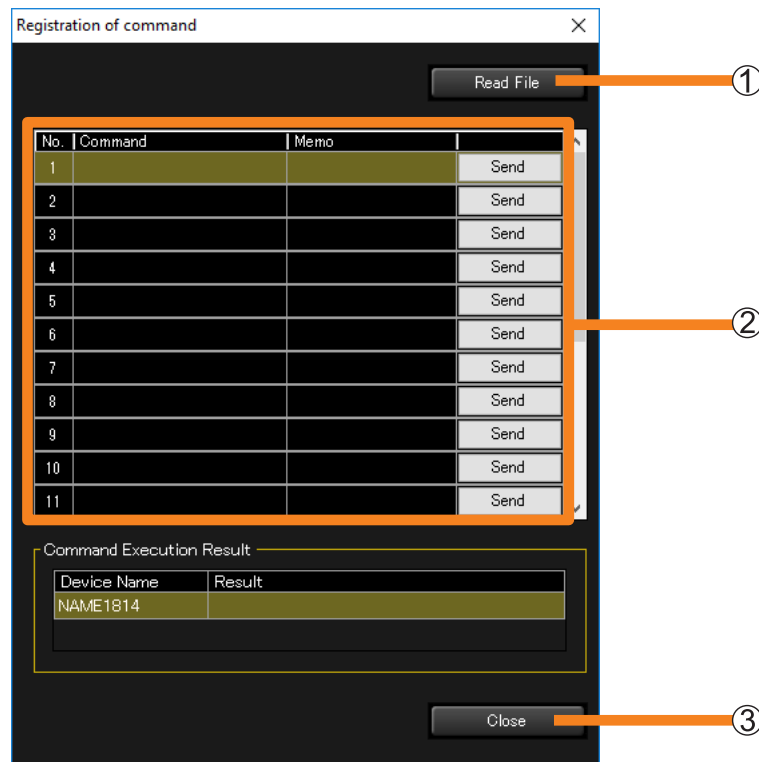 Registration of command ×
Read File ①
No. Command Memo
1 Send
2 Send
3 Send
4 Send
5 Send
②
6 Send
7 Send
8 Send
9 Send
10 Send
11 Send
Command Execution Result
Device Name Result
NAME1814
Close ③